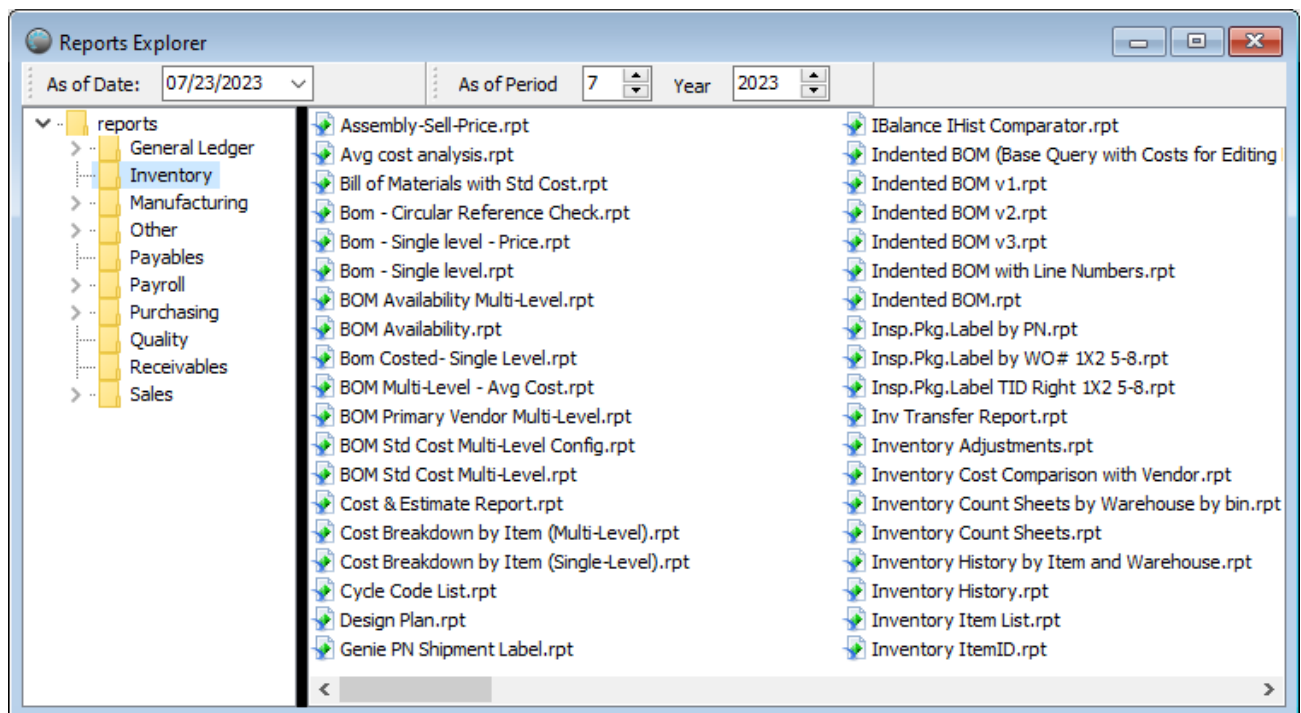 Reports Explorer
As of Date: 07/23/2023 As of Period 7 Year 2023
reports
General Ledger
Inventory
Manufacturing
Other
Payables
Payroll
Purchasing
Quality
Receivables
Sales
Assembly-Sell-Price.rpt
Avg cost analysis.rpt
Bill of Materials with Std Cost.rpt
Bom - Circular Reference Check.rpt
Bom - Single level - Price.rpt
Bom - Single level.rpt
BOM Availability Multi-Level.rpt
BOM Availability.rpt
Bom Costed- Single Level.rpt
BOM Multi-Level - Avg Cost.rpt
BOM Primary Vendor Multi-Level.rpt
BOM Std Cost Multi-Level Config.rpt
BOM Std Cost Multi-Level.rpt
Cost & Estimate Report.rpt
Cost Breakdown by Item (Multi-Level).rpt
Cost Breakdown by Item (Single-Level).rpt
Cycle Code List.rpt
Design Plan.rpt
Genie PN Shipment Label.rpt
IBalance IHist Comparator.rpt
Indented BOM (Base Query with Costs for Editing
Indented BOM v1.rpt
Indented BOM v2.rpt
Indented BOM v3.rpt
Indented BOM with Line Numbers.rpt
Indented BOM.rpt
Insp.Pkg.Label by PN.rpt
Insp.Pkg.Label by WO# 1X2 5-8.rpt
Insp.Pkg.Label TID Right 1X2 5-8.rpt
Inv Transfer Report.rpt
Inventory Adjustments.rpt
Inventory Cost Comparison with Vendor.rpt
Inventory Count Sheets by Warehouse by bin.rpt
Inventory Count Sheets.rpt
Inventory History by Item and Warehouse.rpt
Inventory History.rpt
Inventory Item List.rpt
Inventory ItemID.rpt